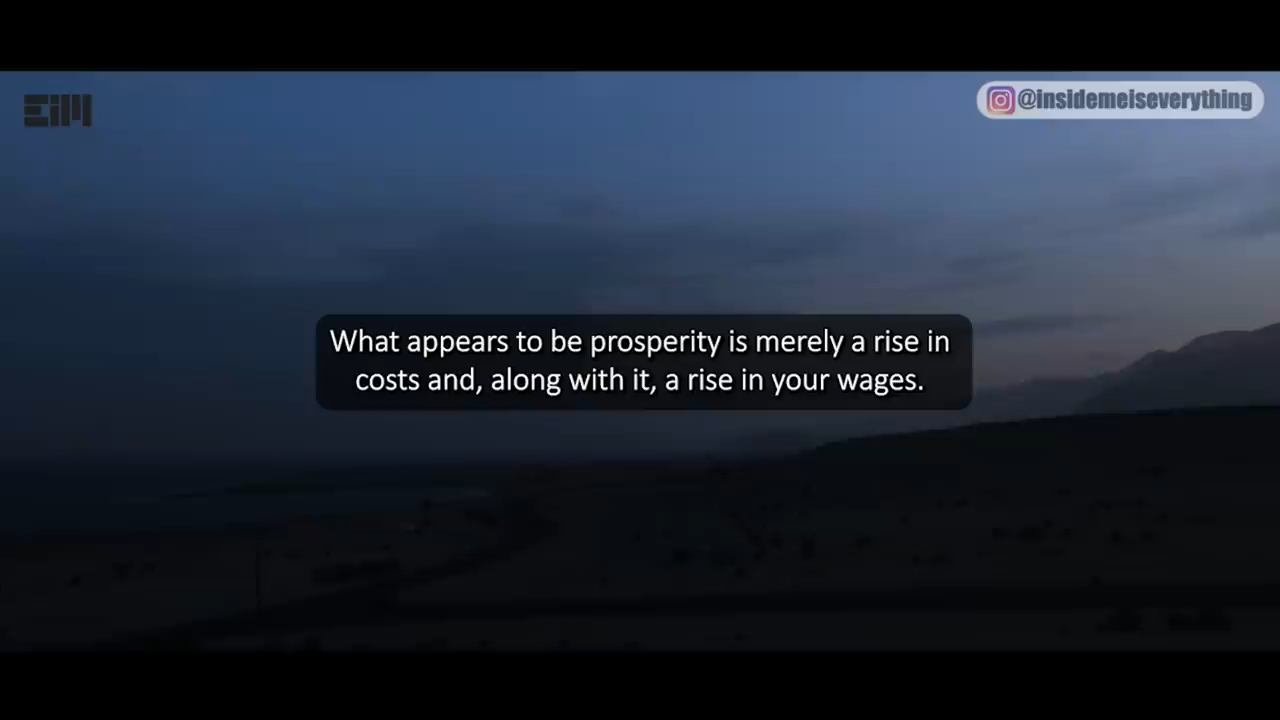 EiM
@insidemeiseverything
What appears to be prosperity is merely a rise in
costs and, along with it, a rise in your wages.